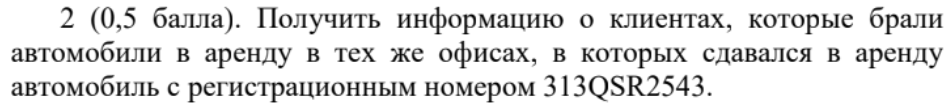 2 (0,5 балла). Получить информацию о клиентах, которые брали
автомобили в аренду в тех же офисах, в которых сдавался в аренду
автомобиль с регистрационным номером 313QSR2543.